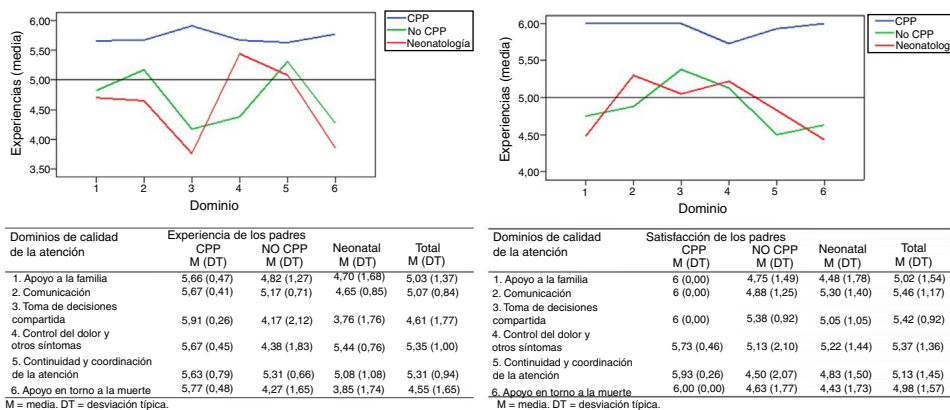 6,00
5,50
5,00
4,50
4,00
3,50
Experiencias (media)
1 2 3 4 5 6
Dominio
CPP
No CPP
Neonatología
Dominios de calidad de la atención
Experiencia de los padres
CPP M (DT) NO CPP M (DT) Neonatal M (DT) Total M (DT)
1. Apoyo a la familia 5,66 (0,47) 4,82 (1,27) 4,70 (1,68) 5,03 (1,37)
2. Comunicación 5,67 (0,41) 5,17 (0,71) 4,65 (0,85) 5,07 (0,84)
3. Toma de decisiones
compartida 5,91 (0,26) 4,17 (2,12) 3,76 (1,76) 4,61 (1,77)
4. Control del dolor y
otros síntomas 5,67 (0,45) 4,38 (1,83) 5,44 (0,76) 5,35 (1,00)
5. Continuidad y coordinación
de la atención 5,63 (0,79) 5,31 (0,66) 5,08 (1,08) 5,31 (0,94)
6. Apoyo en torno a la muerte 5,77 (0,48) 4,27 (1,65) 3,85 (1,74) 4,55 (1,65)
M = media. DT = desviación típica.
6,00
5,50
5,00
4,50
4,00
Experiencias (media)
1 2 3 4 5 6
Dominio
CPP
No CPP
Neonatolog
Dominios de calidad de la atención
Satisfacción de los padres
CPP M (DT) NO CPP M (DT) Neonatal M (DT) Total M (DT)
1. Apoyo a la familia 6 (0,00) 4,75 (1,49) 4,48 (1,78) 5,02 (1,54)
2. Comunicación 6 (0,00) 4,88 (1,25) 5,30 (1,40) 5,46 (1,17)
3. Toma de decisiones
compartida 6 (0,00) 5,38 (0,92) 5,05 (1,05) 5,42 (0,92)
4. Control del dolor y
otros síntomas 5,73 (0,46) 5,13 (2,10) 5,22 (1,44) 5,37 (1,36)
5. Continuidad y coordinación
de la atención 5,93 (0,26) 4,50 (2,07) 4,83 (1,50) 5,13 (1,45)
6. Apoyo en torno a la muerte 6,00 (0,00) 4,63 (1,77) 4,43 (1,73) 4,98 (1,57)
M = media. DT = desviación típica.